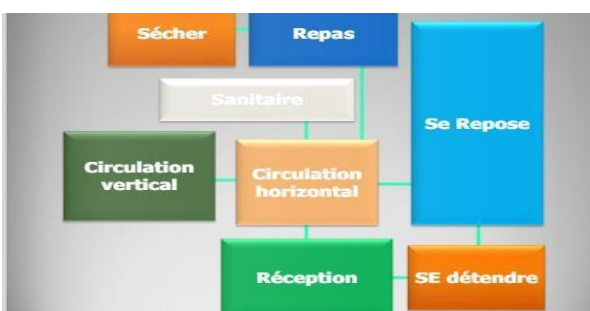 Sécher
Repas
Sanitaire
Se Repose
Circulation
vertical
Circulation
horizontal
Réception
SE détendre